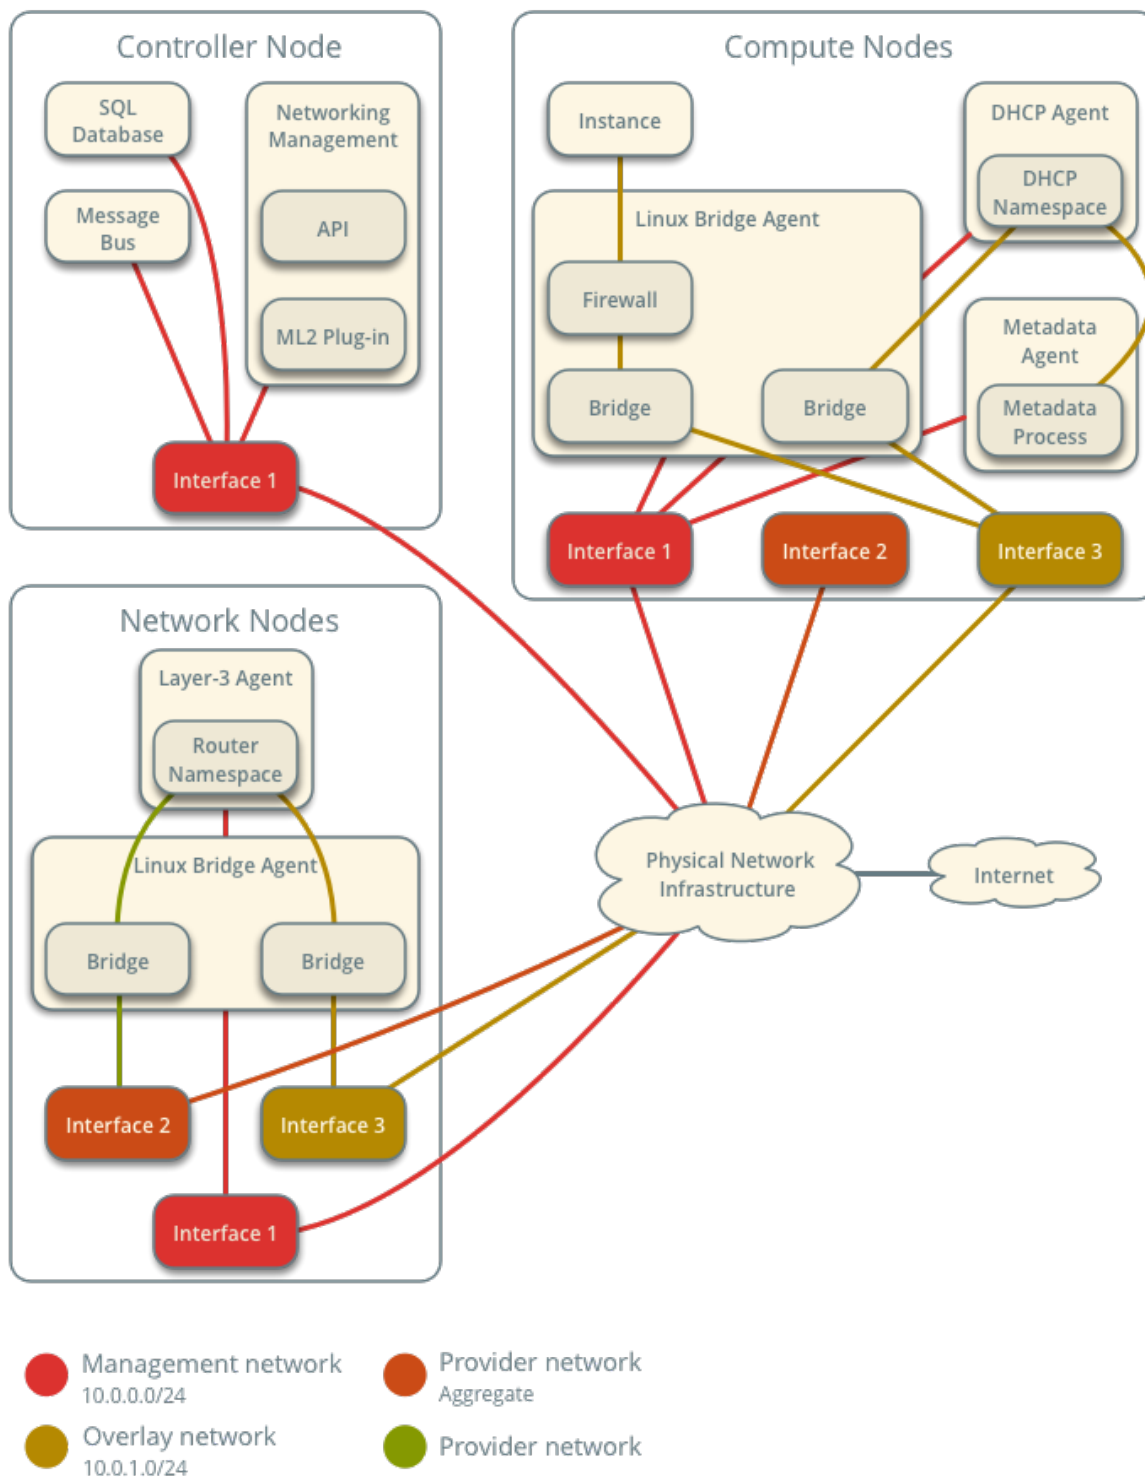 Controller Node
SQL
Database
Networking
Management
Message
Bus
API
ML2 Plug-in
Interface 1
Compute Nodes
Instance
DHCP Agent
DHCP
Namespace
Linux Bridge Agent
Firewall
Metadata
Agent
Bridge
Bridge
Metadata
Process
Interface 1
Interface 2
Interface 3
Network Nodes
Layer-3 Agent
Router
Namespace
Linux Bridge Agent
Bridge
Bridge
Interface 2
Interface 3
Interface 1
Physical Network
Infrastructure
Internet
Management network
10.0.0.0/24
Provider network
Aggregate
Overlay network
10.0.1.0/24
Provider network